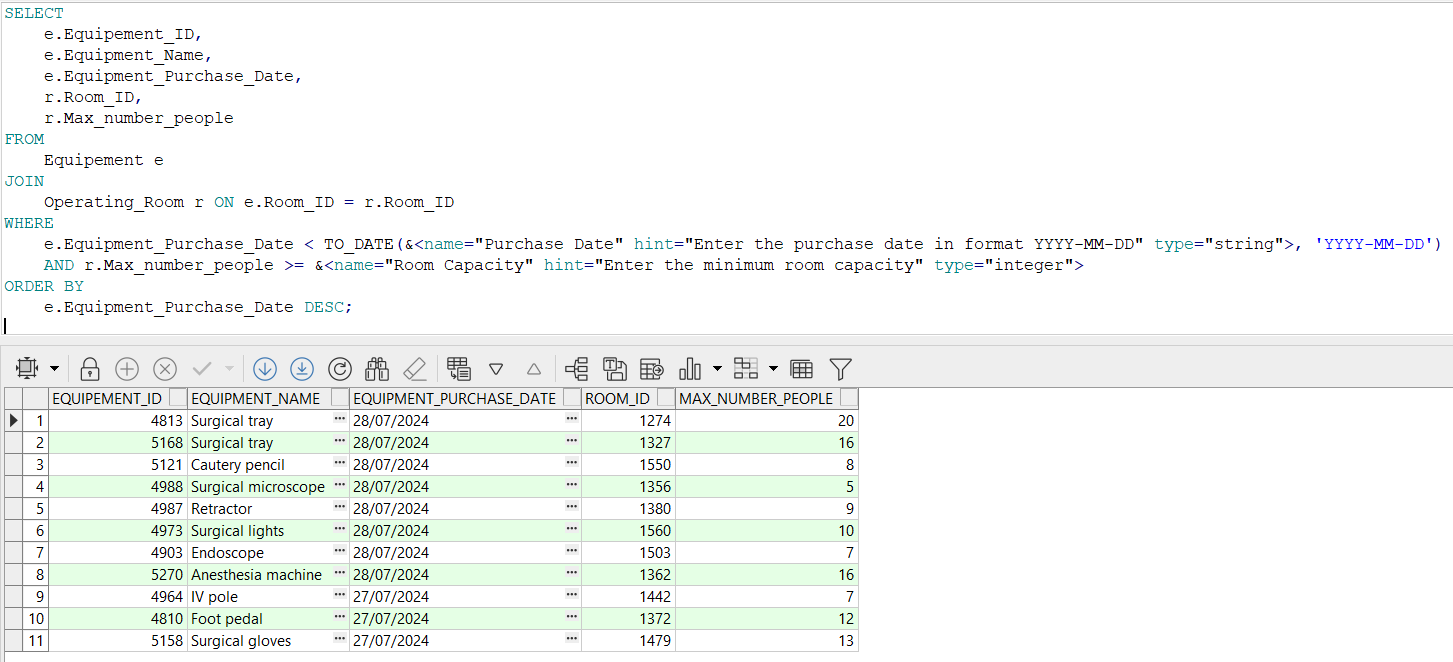 SELECT
e.Equipement_ID,
e.Equipment_Name,
e.Equipment_Purchase_Date,
r.Room_ID,
r.Max_number_people
FROM
Equipement e
JOIN
Operating_Room r ON e.Room_ID = r.Room_ID
WHERE
e.Equipment_Purchase_Date < TO_DATE(&<name="Purchase Date" hint="Enter the purchase date in format YYYY-MM-DD" type="string">, 'YYYY-MM-DD')
AND r.Max_number_people >= &<name="Room Capacity" hint="Enter the minimum room capacity" type="integer">
ORDER BY
e.Equipment_Purchase_Date DESC;
EQUIPEMENT_ID EQUIPMENT_NAME EQUIPMENT_PURCHASE_DATE ROOM_ID MAX_NUMBER_PEOPLE
1 4813 Surgical tray ... 28/07/2024 ... 1274 20
2 5168 Surgical tray ... 28/07/2024 ... 1327 16
3 5121 Cautery pencil ... 28/07/2024 ... 1550 8
4 4988 Surgical microscope ... 28/07/2024 ... 1356 5
5 4987 Retractor ... 28/07/2024 ... 1380 9
6 4973 Surgical lights ... 28/07/2024 ... 1560 10
7 4903 Endoscope ... 28/07/2024 ... 1503 7
8 5270 Anesthesia machine ... 28/07/2024 ... 1362 16
9 4964 IV pole ... 27/07/2024 ... 1442 7
10 4810 Foot pedal ... 27/07/2024 ... 1372 12
11 5158 Surgical gloves ... 27/07/2024 ... 1479 13